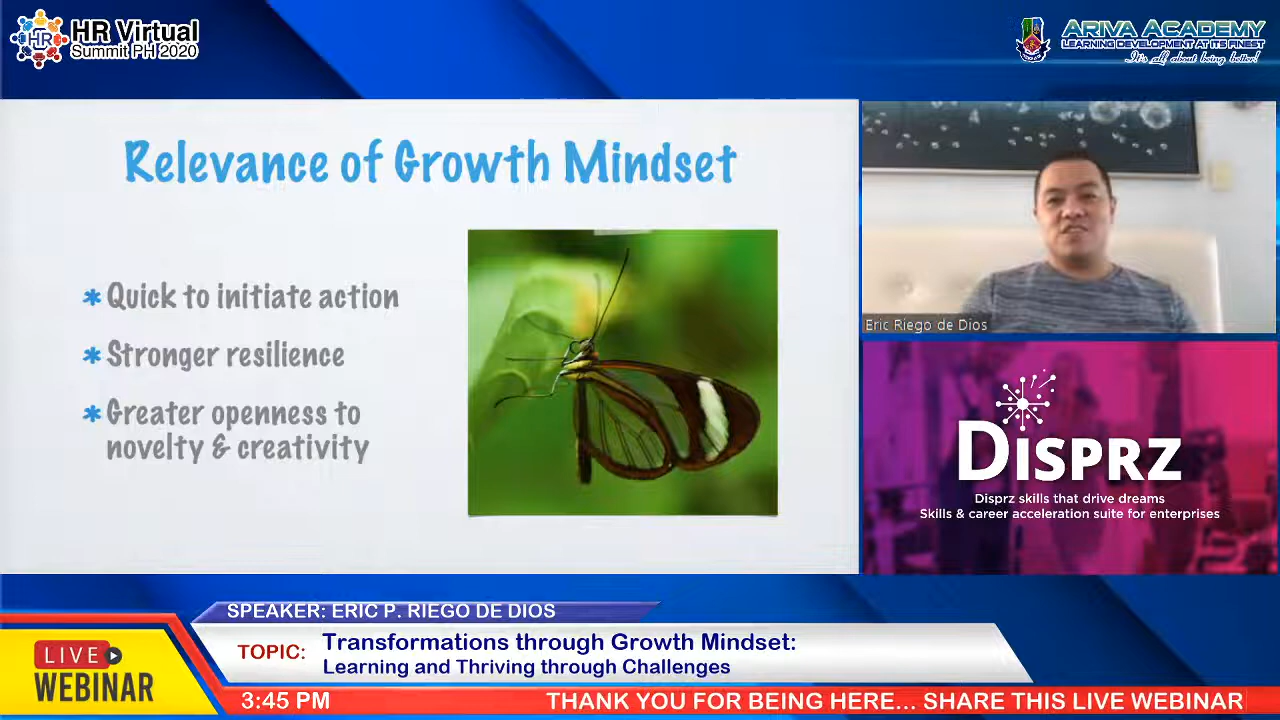 HR
HR Virtual
Summit PH 2020
ARIVA ACADEMY
LEARNING DEVELOPMENT AT ITS FINEST
It's all about being better!
Relevance of Growth Mindset
* Quick to initiate action
* Stronger resilience
* Greater openness to
novelty & creativity
Eric Riego de Dios
DISPRZ
Disprz skills that drive dreams
Skills & career acceleration suite for enterprises
SPEAKER: ERIC P. RIEGO DE DIOS
TOPIC: Transformations through Growth Mindset:
Learning and Thriving through Challenges
LIVE
WEBINAR
3:45 PM THANK YOU FOR BEING HERE... SHARE THIS LIVE WEBINAR